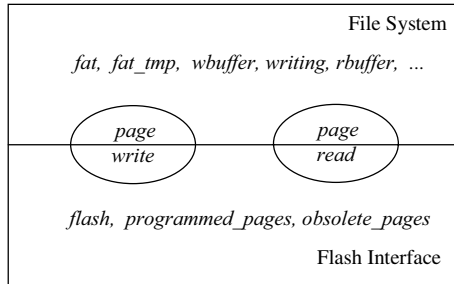 File System
fat, fat_tmp, wbuffer, writing, rbuffer, ...
page page
write read
flash, programmed_pages, obsolete_pages
Flash Interface